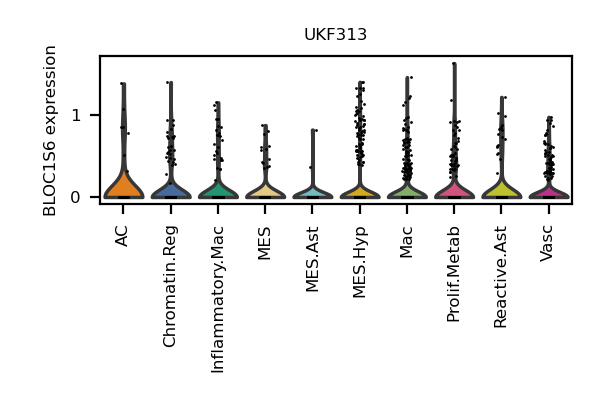 UKF313
BLOC1S6 expression
1
0
AC
Chromatin.Reg
Inflammatory.Mac
MES
MES.Ast
MES.Hyp
Mac
Prolif.Metab
Reactive.Ast
Vasc